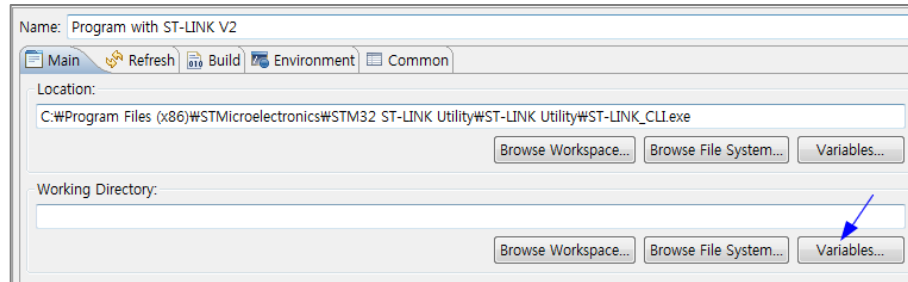 Name: Program with ST-LINK V2
Main Refresh Build Environment Common
Location:
C:₩Program Files (x86)₩STMicroelectronics₩STM32 ST-LINK Utility₩ST-LINK Utility₩ST-LINK_CLI.exe
Browse Workspace... Browse File System... Variables...
Working Directory:
Browse Workspace... Browse File System... Variables...